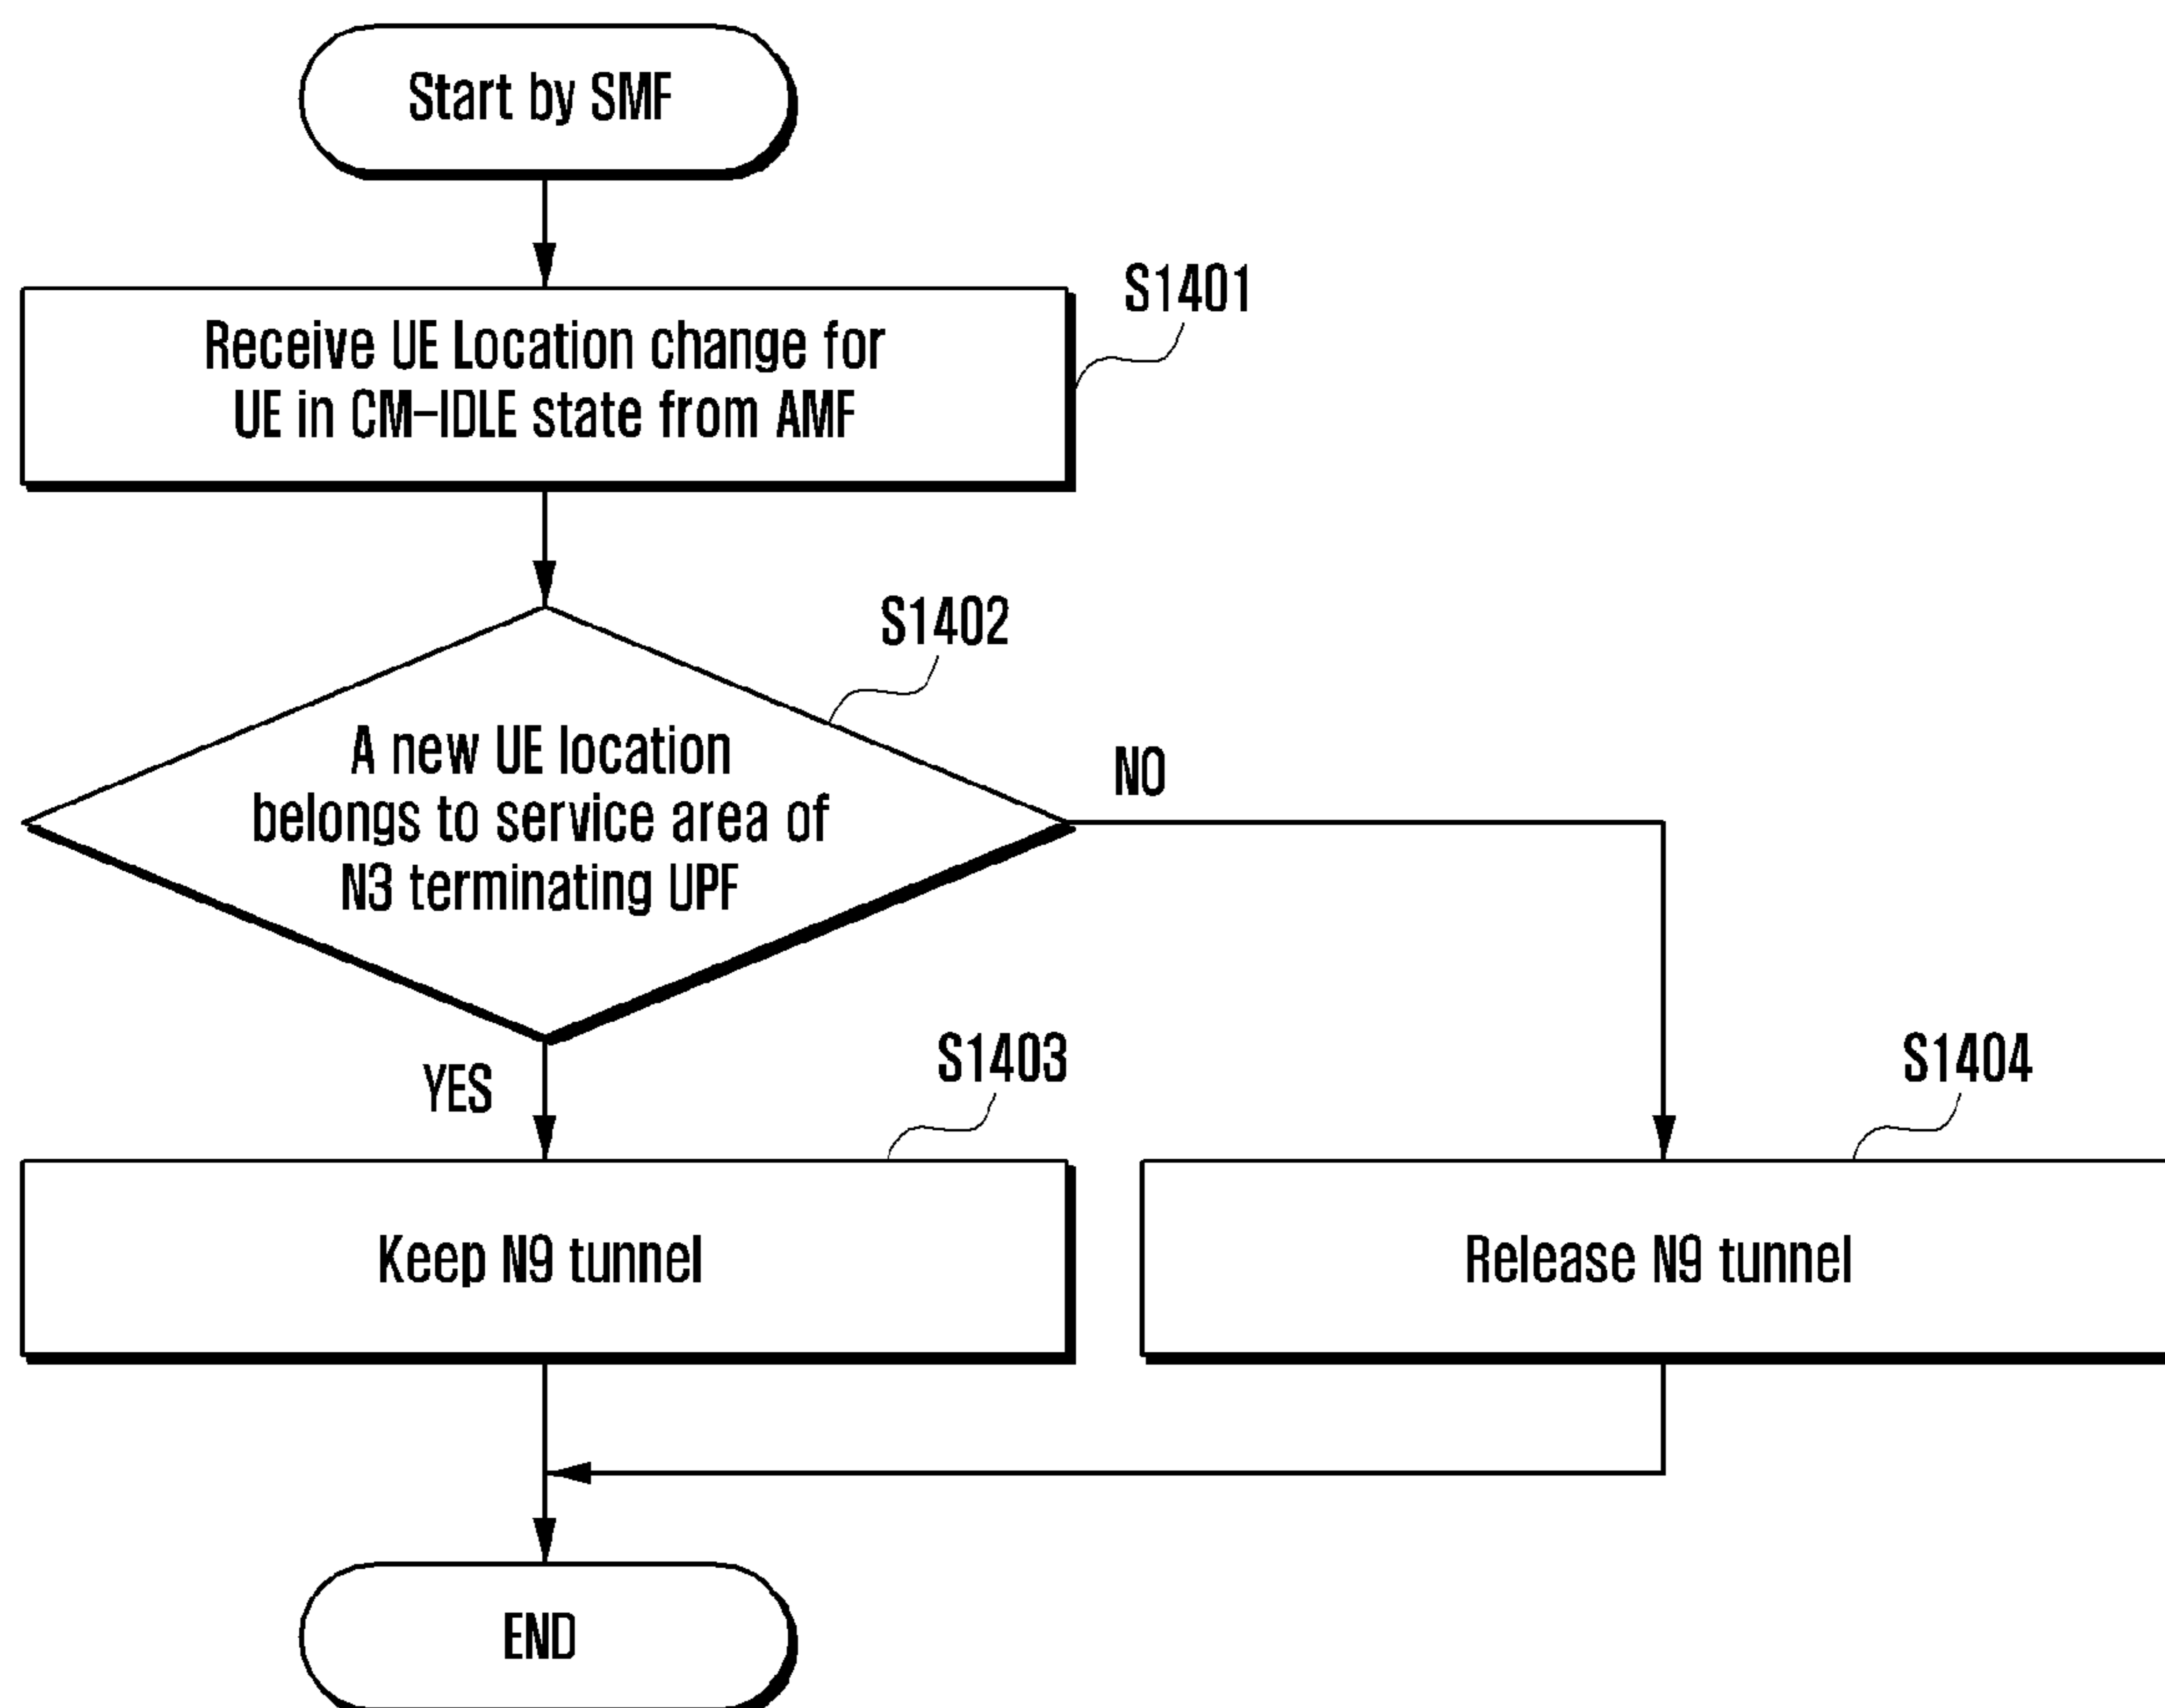 Start by SMF
S1401
Receive UE Location change for
UE in CM-IDLE state from AMF
S1402
A new UE location
belongs to service area of
N3 terminating UPF
NO
YES
S1403
S1404
Keep N9 tunnel
Release N9 tunnel
END